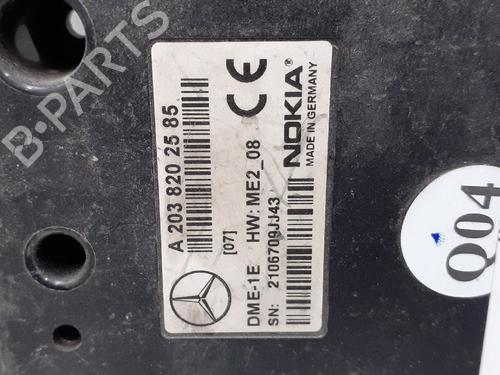 B-PARTS
A 203 820 25 85
[07]
DME-1E HW: ME2_08
SN: 2106709JJ43
CE
NOKIA®
MADE IN GERMANY
Q04